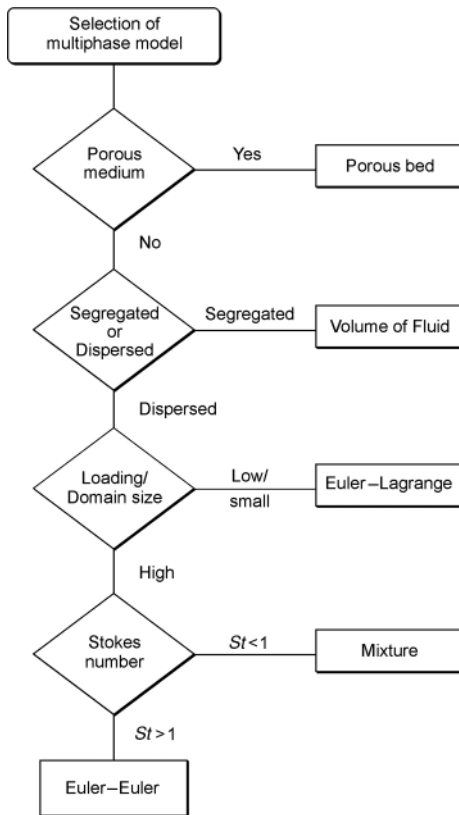 Selection of
multiphase model
Porous
medium
Yes
Porous bed
No
Segregated
or
Dispersed
Segregated
Volume of Fluid
Dispersed
Loading/
Domain size
Low/
small
Euler–Lagrange
High
Stokes
number
St<1
Mixture
St>1
Euler–Euler